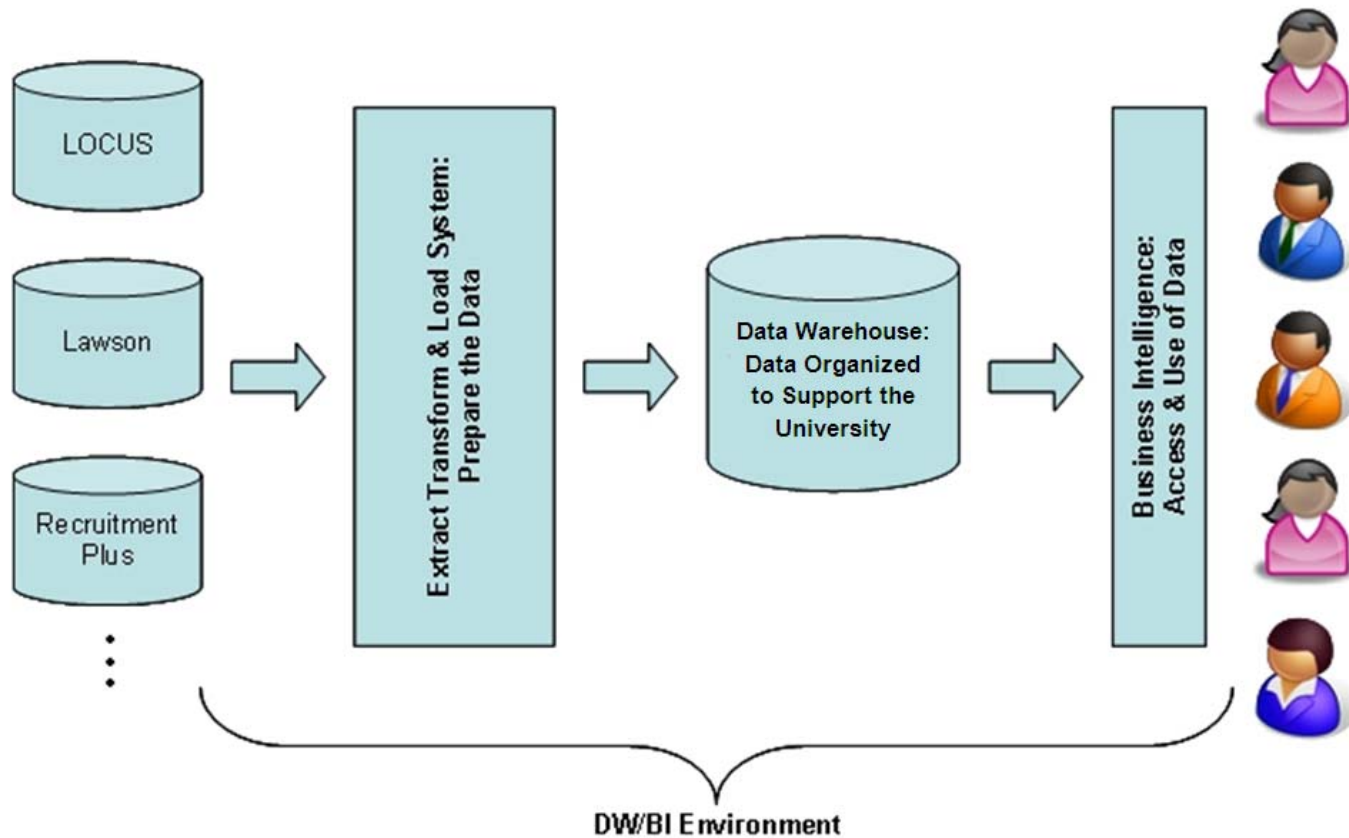 LOCUS
Lawson
Recruitment
Plus
Extract Transform & Load System:
Prepare the Data
Data Warehouse:
Data Organized
to Support the
University
Business Intelligence:
Access & Use of Data
DW/BI Environment